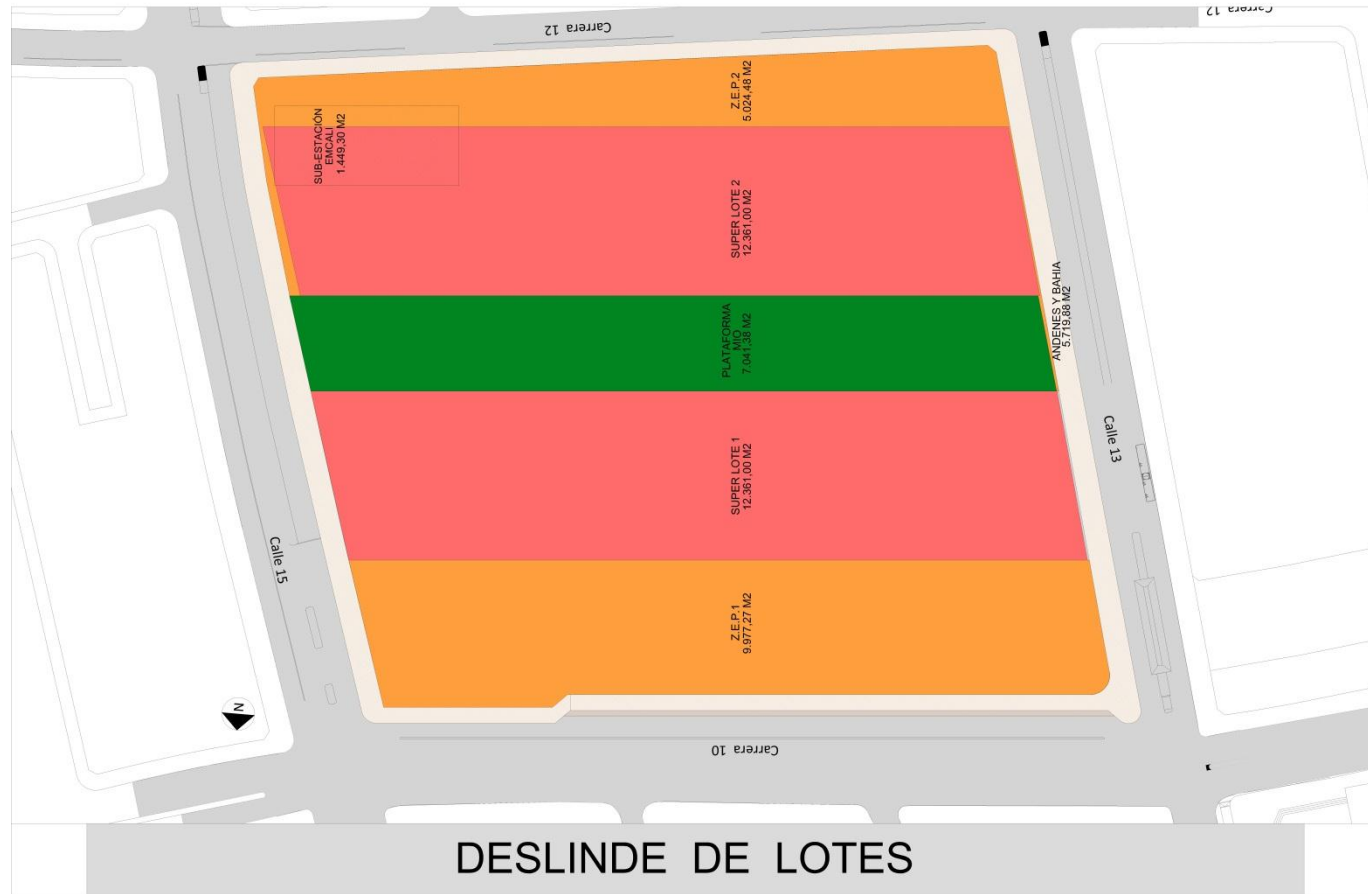 Carrera 12
Carrera 12
Z.E.P.2
5.024,48 M2
SUB-ESTACIÓN
EMCALI
1.449,30 M2
SUPER LOTE 2
12.361,00 M2
ANDENES Y BAHIA
5.719,88 M2
PLATAFORMA
MIO
7.041,38 M2
SUPER LOTE 1
12.361,00 M2
Calle 13
Calle 15
Z.E.P.1
9.977,27 M2
N
Carrera 10
DESLINDE DE LOTES